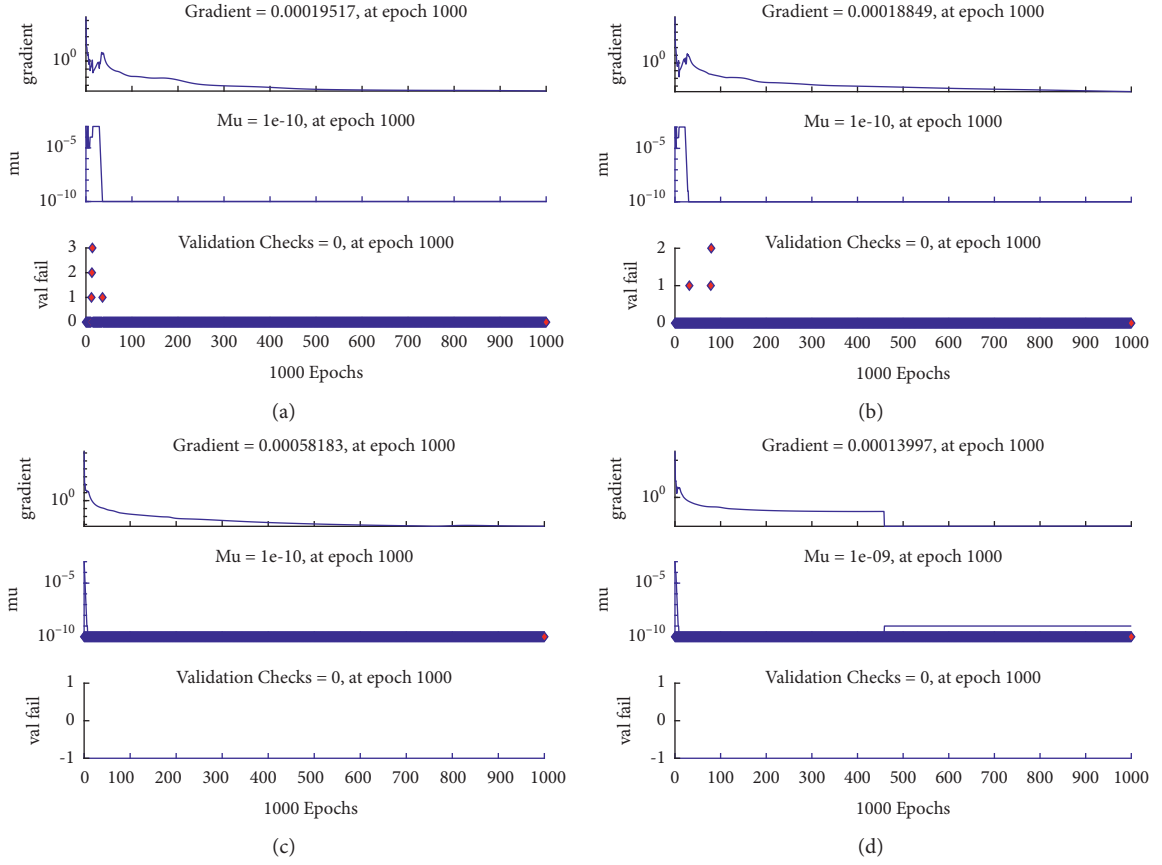 Gradient = 0.00019517, at epoch 1000
gradient
10^0
Mu = 1e-10, at epoch 1000
mu
10^-5
10^-10
Validation Checks = 0, at epoch 1000
val fail
3
2
1
0
0 100 200 300 400 500 600 700 800 900 1000
1000 Epochs
(a)
Gradient = 0.00018849, at epoch 1000
gradient
10^0
Mu = 1e-10, at epoch 1000
mu
10^-5
10^-10
Validation Checks = 0, at epoch 1000
val fail
2
1
0
0 100 200 300 400 500 600 700 800 900 1000
1000 Epochs
(b)
Gradient = 0.00058183, at epoch 1000
gradient
10^0
Mu = 1e-10, at epoch 1000
mu
10^-5
10^-10
Validation Checks = 0, at epoch 1000
val fail
1
0
-1
0 100 200 300 400 500 600 700 800 900 1000
1000 Epochs
(c)
Gradient = 0.00013997, at epoch 1000
gradient
10^0
Mu = 1e-09, at epoch 1000
mu
10^-5
10^-10
Validation Checks = 0, at epoch 1000
val fail
1
0
-1
0 100 200 300 400 500 600 700 800 900 1000
1000 Epochs
(d)